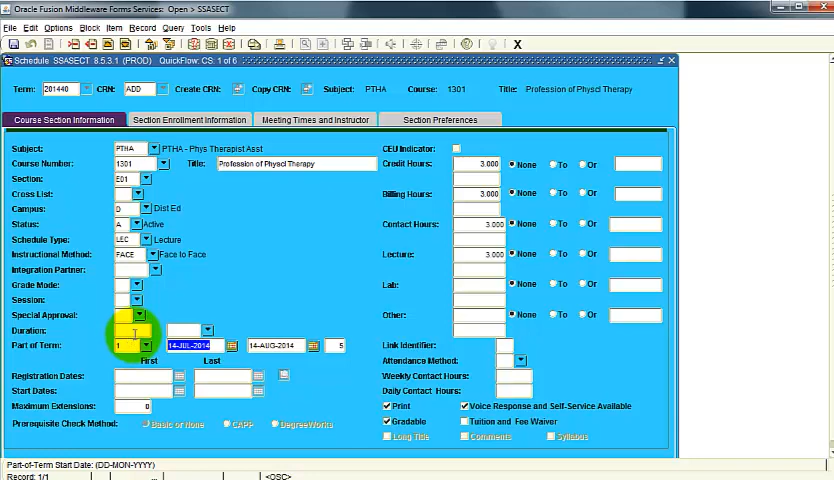 Oracle Fusion Middleware Forms Services: Open > SSASECT
File Edit Options Block Item Record Query Tools Help
X
Schedule SSASECT 8.5.3.1 (PROD) QuickFlow: CS: 1 of 6
Term: 201440 CRN: ADD Create CRN: Copy CRN: Subject: PTHA Course: 1301 Title: Profession of Physcl Therapy
Course Section Information Section Enrollment Information Meeting Times and Instructor Section Preferences
Subject: PTHA PTHA - Phys Therapist Asst CEU Indicator:
Course Number: 1301 Title: Profession of Physcl Therapy Credit Hours: 3.000 None To Or
Section: E01
Cross List: Billing Hours: 3.000 None To Or
Campus: D Dist Ed
Status: A Active Contact Hours: 3.000
Schedule Type: LEC Lecture
Instructional Method: FACE Face to Face Lecture: 3.000 None To Or
Integration Partner:
Grade Mode: Lab: None To Or
Session:
Special Approval: Other: None To Or
Duration:
Part of Term: 1 14-JUL-2014 14-AUG-2014 5 Link Identifier:
First Last Attendance Method:
Registration Dates: Weekly Contact Hours:
Start Dates: Daily Contact Hours:
Maximum Extensions: 0 Print Voice Response and Self-Service Available
Gradable Tuition and Fee Waiver
Prerequisite Check Method: Basic or None CAPP DegreeWorks Long Title Comments Syllabus
Part-of-Term Start Date: (DD-MON-YYYY)
Record: 1/1 ... <OSC>